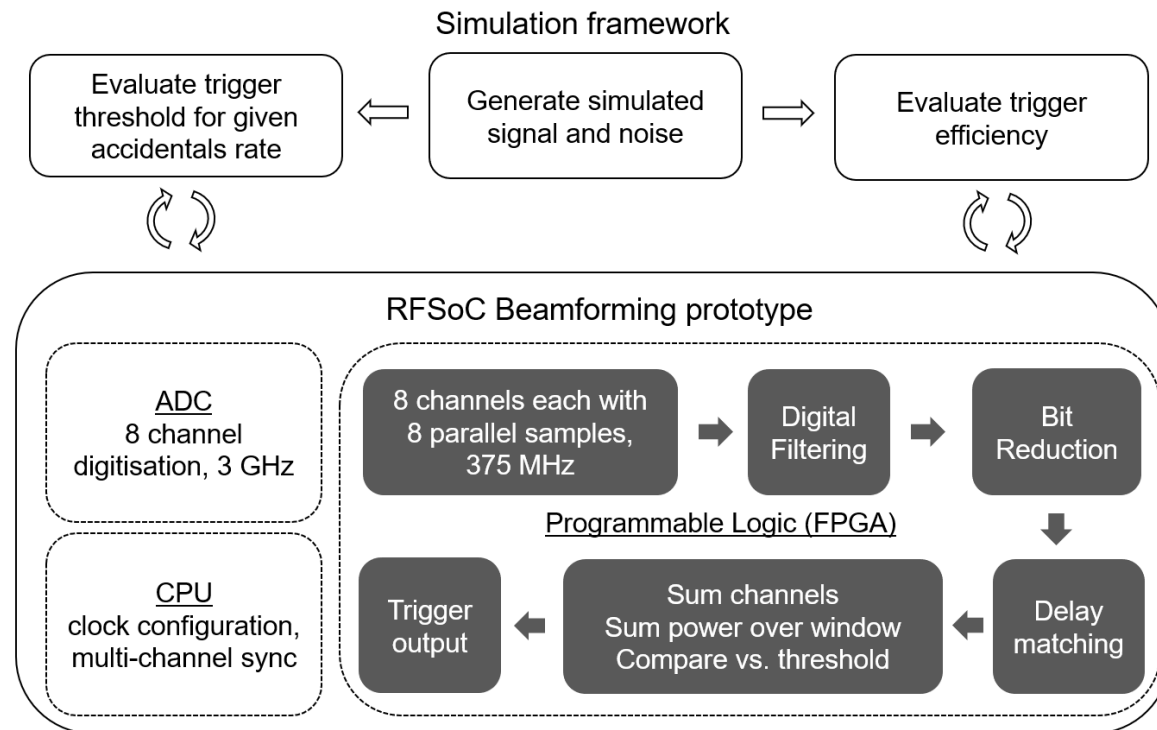 Simulation framework
Evaluate trigger
threshold for given
accidentals rate
Generate simulated
signal and noise
Evaluate trigger
efficiency
RFSoC Beamforming prototype
ADC
8 channel
digitisation, 3 GHz
CPU
clock configuration,
multi-channel sync
8 channels each with
8 parallel samples,
375 MHz
Digital
Filtering
Bit
Reduction
Programmable Logic (FPGA)
Delay
matching
Sum channels
Sum power over window
Compare vs. threshold
Trigger
output